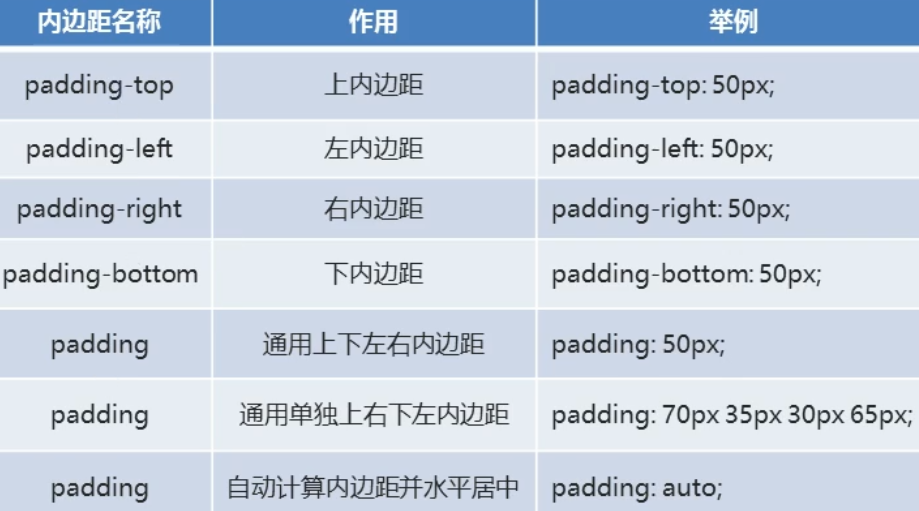 内边距名称 作用 举例
padding-top 上内边距 padding-top: 50px;
padding-left 左内边距 padding-left: 50px;
padding-right 右内边距 padding-right: 50px;
padding-bottom 下内边距 padding-bottom: 50px;
padding 通用上下左右内边距 padding: 50px;
padding 通用单独上右下左内边距 padding: 70px 35px 30px 65px;
padding 自动计算内边距并水平居中 padding: auto;